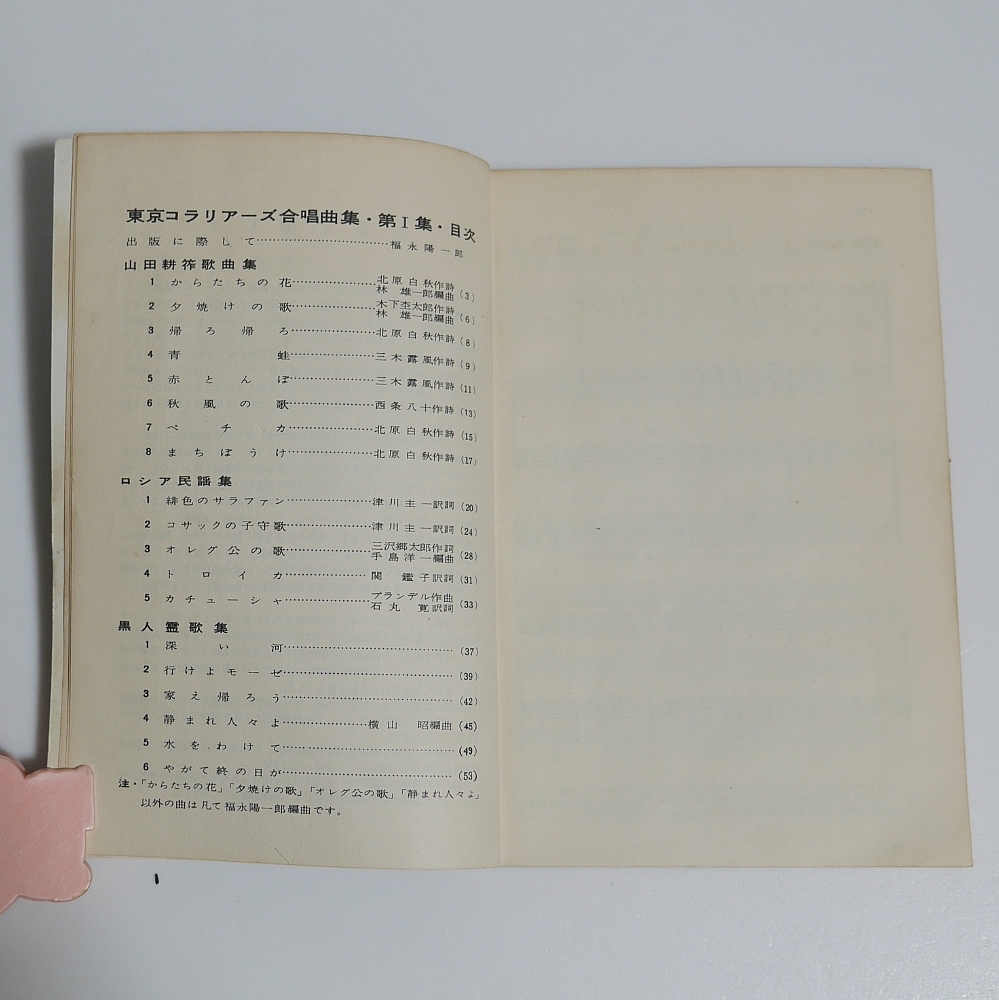 東京コラリアーズ合唱曲集・第I集・目次
出版に際して……………………………福永陽一郎
山田耕筰歌曲集
1 からたちの花…………………北原白秋作詩 林雄一郎編曲 (3)
2 夕焼けの歌…………………木下杢太郎作詩 林雄一郎編曲 (6)
3 帰ろ帰ろ…………………北原白秋作詩 (8)
4 青蛙…………………三木露風作詩 (9)
5 赤とんぼ…………………三木露風作詩 (11)
6 秋風の歌…………………西条八十作詩 (13)
7 ペチカ…………………北原白秋作詩 (15)
8 まちぼうけ…………………北原白秋作詩 (17)
ロシア民謡集
1 緋色のサラファン…………………津川主一訳詞 (20)
2 コサックの子守歌…………………津川主一訳詞 (24)
3 オレグ公の歌…………………三沢郷太郎作詞 手島洋一編曲 (28)
4 トロイカ…………………関鑑子訳詞 (31)
5 カチューシャ…………………ブランデル作曲 石丸寛訳詞 (33)
黒人霊歌集
1 深い河……………………………………(37)
2 行けよモーゼ……………………………………(39)
3 家え帰ろう……………………………………(42)
4 静まれ人々よ…………………横山昭編曲 (45)
5 水をわけて……………………………………(49)
6 やがて終の日が……………………………………(53)
注・「からたちの花」「夕焼けの歌」「オレグ公の歌」「静まれ人々よ」
以外の曲は凡て福永陽一郎編曲です。